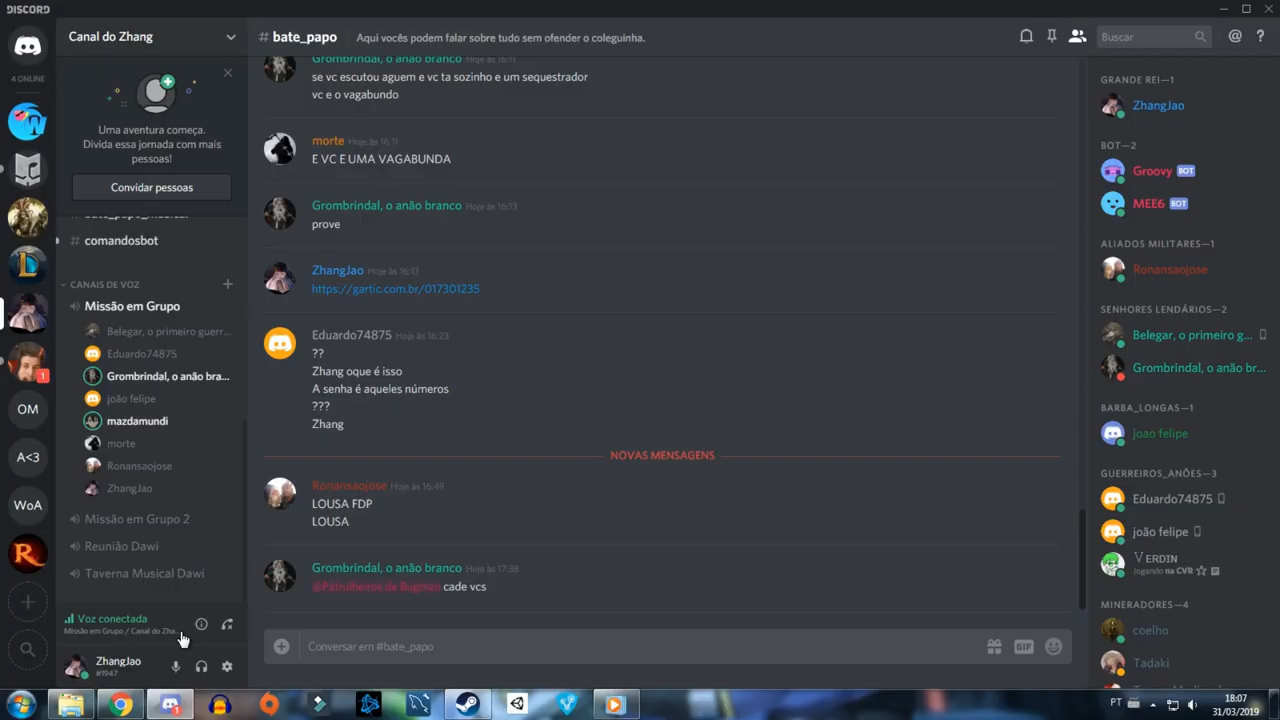 DISCORD
4 ONLINE
OM
A<3
WoA
Canal do Zhang
Uma aventura começa.
Divida essa jornada com mais
pessoas!
Convidar pessoas
# comandosbot
CANAIS DE VOZ
Missão em Grupo
Belegar, o primeiro guerr...
Eduardo74875
Grombrindal, o anão bra...
joão felipe
mazdamundi
morte
Ronansaojose
ZhangJao
Missão em Grupo 2
Reunião Dawi
Taverna Musical Dawi
Voz conectada
Missão em Grupo / Canal do Zha...
ZhangJao
#1947
# bate_papo Aqui vocês podem falar sobre tudo sem ofender o coleguinha.
Buscar
Grombrindal, o anão branco Hoje às 16:11
se vc escutou aguem e vc ta sozinho e um sequestrador
vc e o vagabundo
morte Hoje às 16:11
E VC E UMA VAGABUNDA
Grombrindal, o anão branco Hoje às 16:13
prove
ZhangJao Hoje às 16:13
https://gartic.com.br/017301235
Eduardo74875 Hoje às 16:23
??
Zhang oque é isso
A senha é aqueles números
???
Zhang
NOVAS MENSAGENS
Ronansaojose Hoje às 16:49
LOUSA FDP
LOUSA
Grombrindal, o anão branco Hoje às 17:38
@Patrulheiros de Bugman cade vcs
Conversar em #bate_papo
GIF
GRANDE REI—1
ZhangJao
BOT—2
Groovy BOT
MEE6 BOT
ALIADOS MILITARES—1
Ronansaojose
SENHORES LENDÁRIOS—2
Belegar, o primeiro g...
Grombrindal, o anão br...
BARBA_LONGAS—1
joao felipe
GUERREIROS_ANÕES—3
Eduardo74875
joão felipe
VERDIN
Jogando na CVR
MINERADORES—4
coelho
Tadaki
PT
18:07
31/03/2019